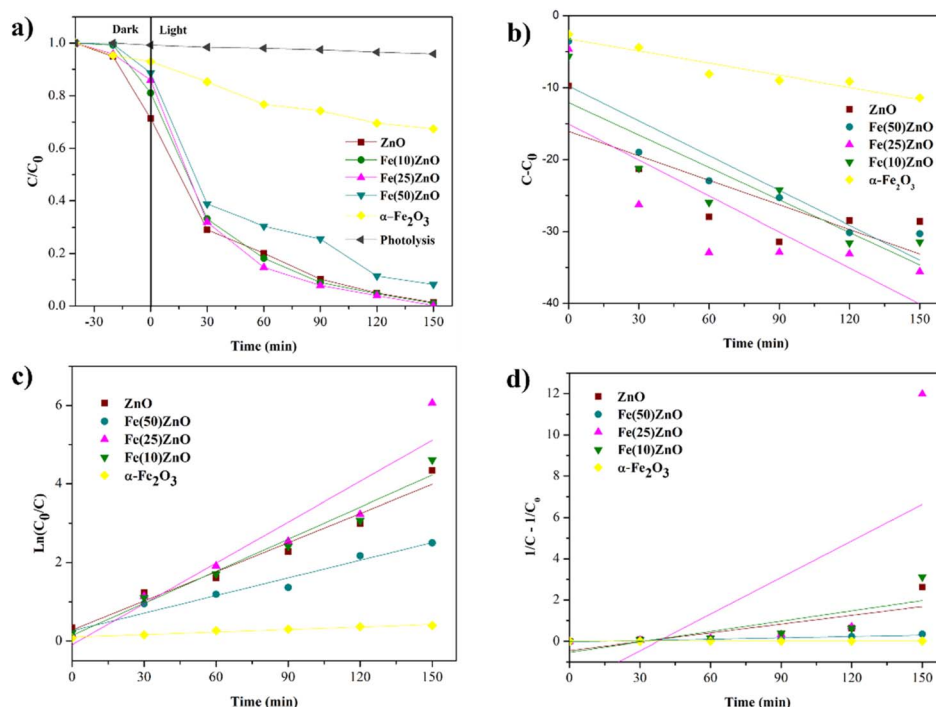 a)
Dark
Light
1.0
0.8
0.6
0.4
0.2
0.0
C/C0
ZnO
Fe(10)ZnO
Fe(25)ZnO
Fe(50)ZnO
α-Fe2O3
Photolysis
-30 0 30 60 90 120 150
Time (min)
b)
0
-10
-20
-30
-40
C-C0
ZnO
Fe(50)ZnO
Fe(25)ZnO
Fe(10)ZnO
α-Fe2O3
0 30 60 90 120 150
Time (min)
c)
6
4
2
0
Ln(C0/C)
ZnO
Fe(50)ZnO
Fe(25)ZnO
Fe(10)ZnO
α-Fe2O3
0 30 60 90 120 150
Time (min)
d)
12
10
8
6
4
2
0
1/C - 1/C0
ZnO
Fe(50)ZnO
Fe(25)ZnO
Fe(10)ZnO
α-Fe2O3
0 30 60 90 120 150
Time (min)